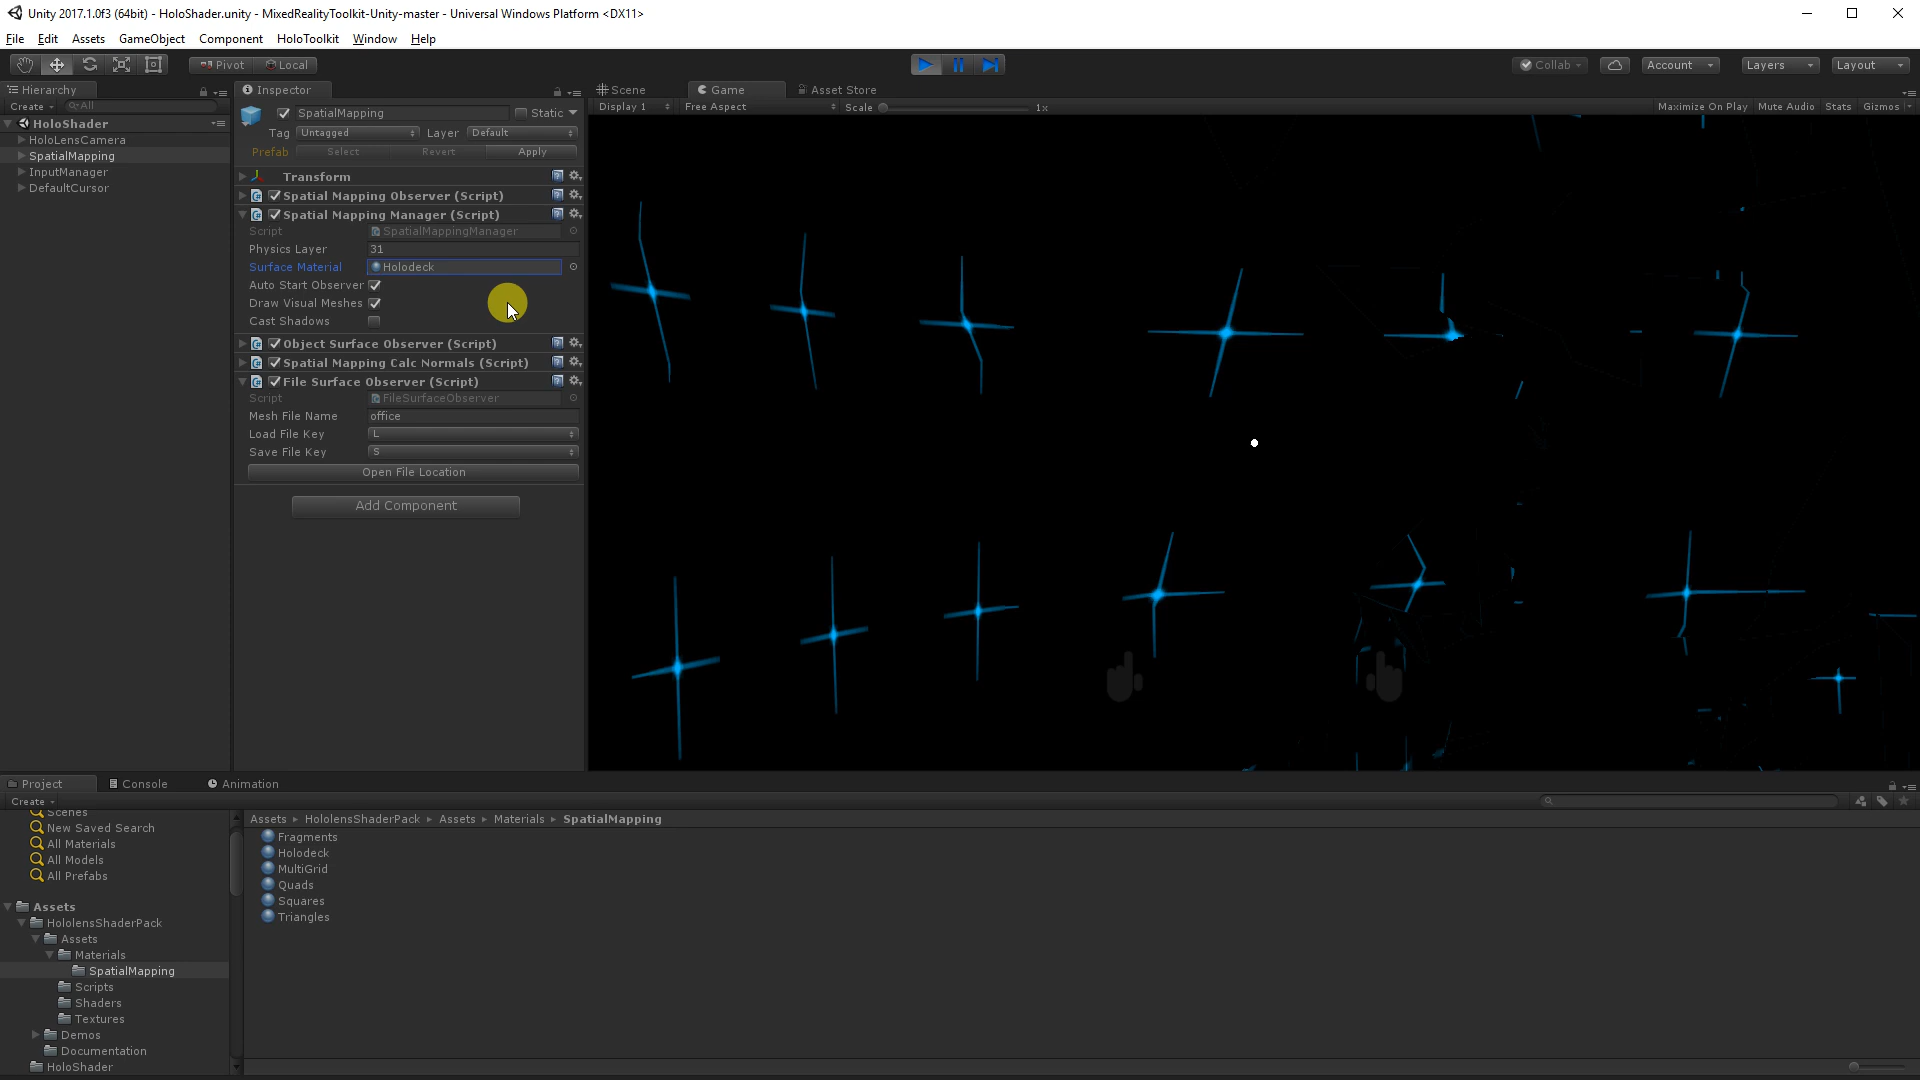 Unity 2017.1.0f3 (64bit) - HoloShader.unity - MixedRealityToolkit-Unity-master - Universal Windows Platform <DX11>
File Edit Assets GameObject Component HoloToolkit Window Help
Pivot Local Collab Account Layers Layout
Hierarchy
Create All
HoloShader
HoloLensCamera
SpatialMapping
InputManager
DefaultCursor
Inspector
SpatialMapping Static
Tag Untagged Layer Default
Prefab Select Revert Apply
Transform
Spatial Mapping Observer (Script)
Spatial Mapping Manager (Script)
Script SpatialMappingManager
Physics Layer 31
Surface Material Holodeck
Auto Start Observer
Draw Visual Meshes
Cast Shadows
Object Surface Observer (Script)
Spatial Mapping Calc Normals (Script)
File Surface Observer (Script)
Script FileSurfaceObserver
Mesh File Name office
Load File Key L
Save File Key S
Open File Location
Add Component
Scene Game Asset Store
Display 1 Free Aspect Scale 1x Maximize On Play Mute Audio Stats Gizmos
Project Console Animation
Create
Scenes
New Saved Search
All Materials
All Models
All Prefabs
Assets
HololensShaderPack
Assets
Materials
SpatialMapping
Scripts
Shaders
Textures
Demos
Documentation
HoloShader
Assets HololensShaderPack Assets Materials SpatialMapping
Fragments
Holodeck
MultiGrid
Quads
Squares
Triangles